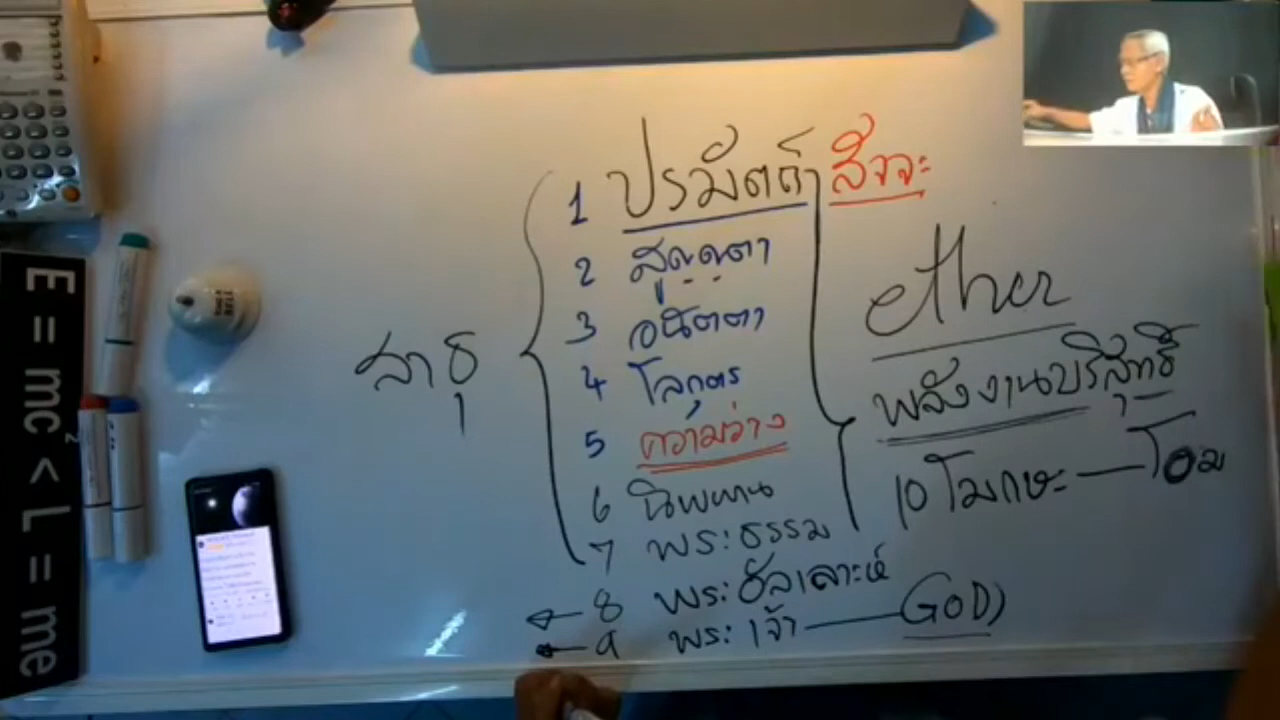 1 ปรมัตถ์ สัจจะ
2 สูญญตา
3 อนัตตา
4 โลกุตร
5 ความว่าง
6 นิพพาน
7 พระธรรม
8 พระอัลเลาะห์
9 พระเจ้า — GOD
สาธุ
ether
พลังงานบริสุทธิ์
10 โมกษะ — โอม
E = mc² < L = me